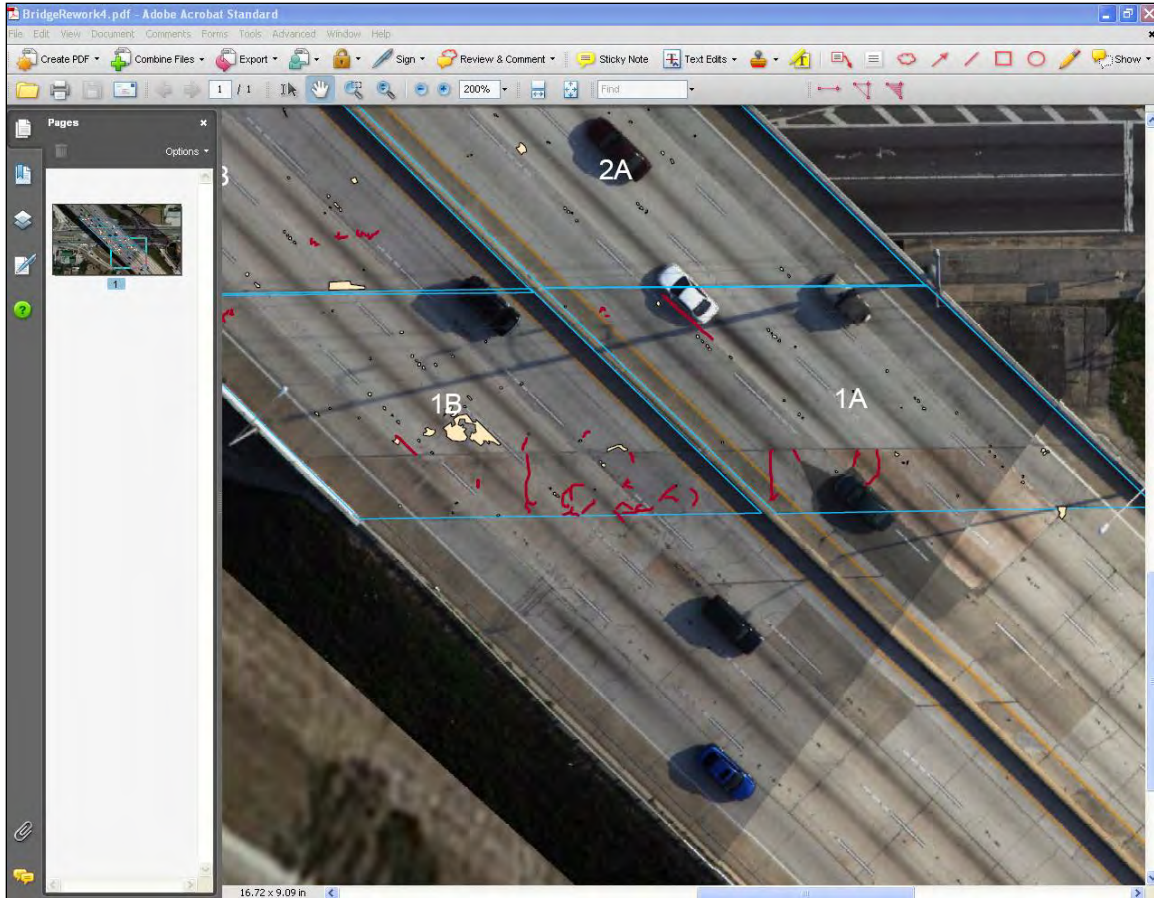 BridgeRework4.pdf - Adobe Acrobat Standard
File Edit View Document Comments Forms Tools Advanced Window Help
Create PDF Combine Files Export Sign Review & Comment Sticky Note Text Edits Show
1 / 1 200% Find
Pages
Options
2A
1B
1A
1
16.72 x 9.09 in